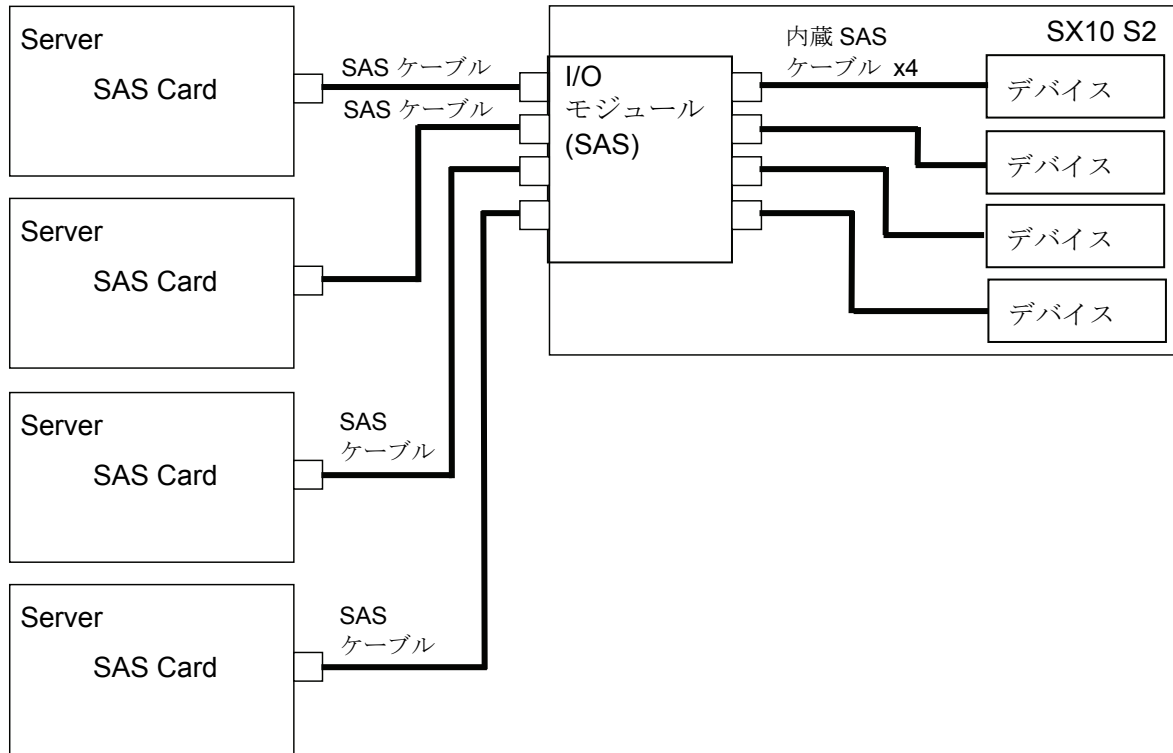 Server
SAS Card
SAS ケーブル
SAS ケーブル
I/O
モジュール
(SAS)
内蔵 SAS
ケーブル x4
SX10 S2
デバイス
デバイス
デバイス
デバイス
Server
SAS Card
Server
SAS Card
SAS
ケーブル
Server
SAS Card
SAS
ケーブル